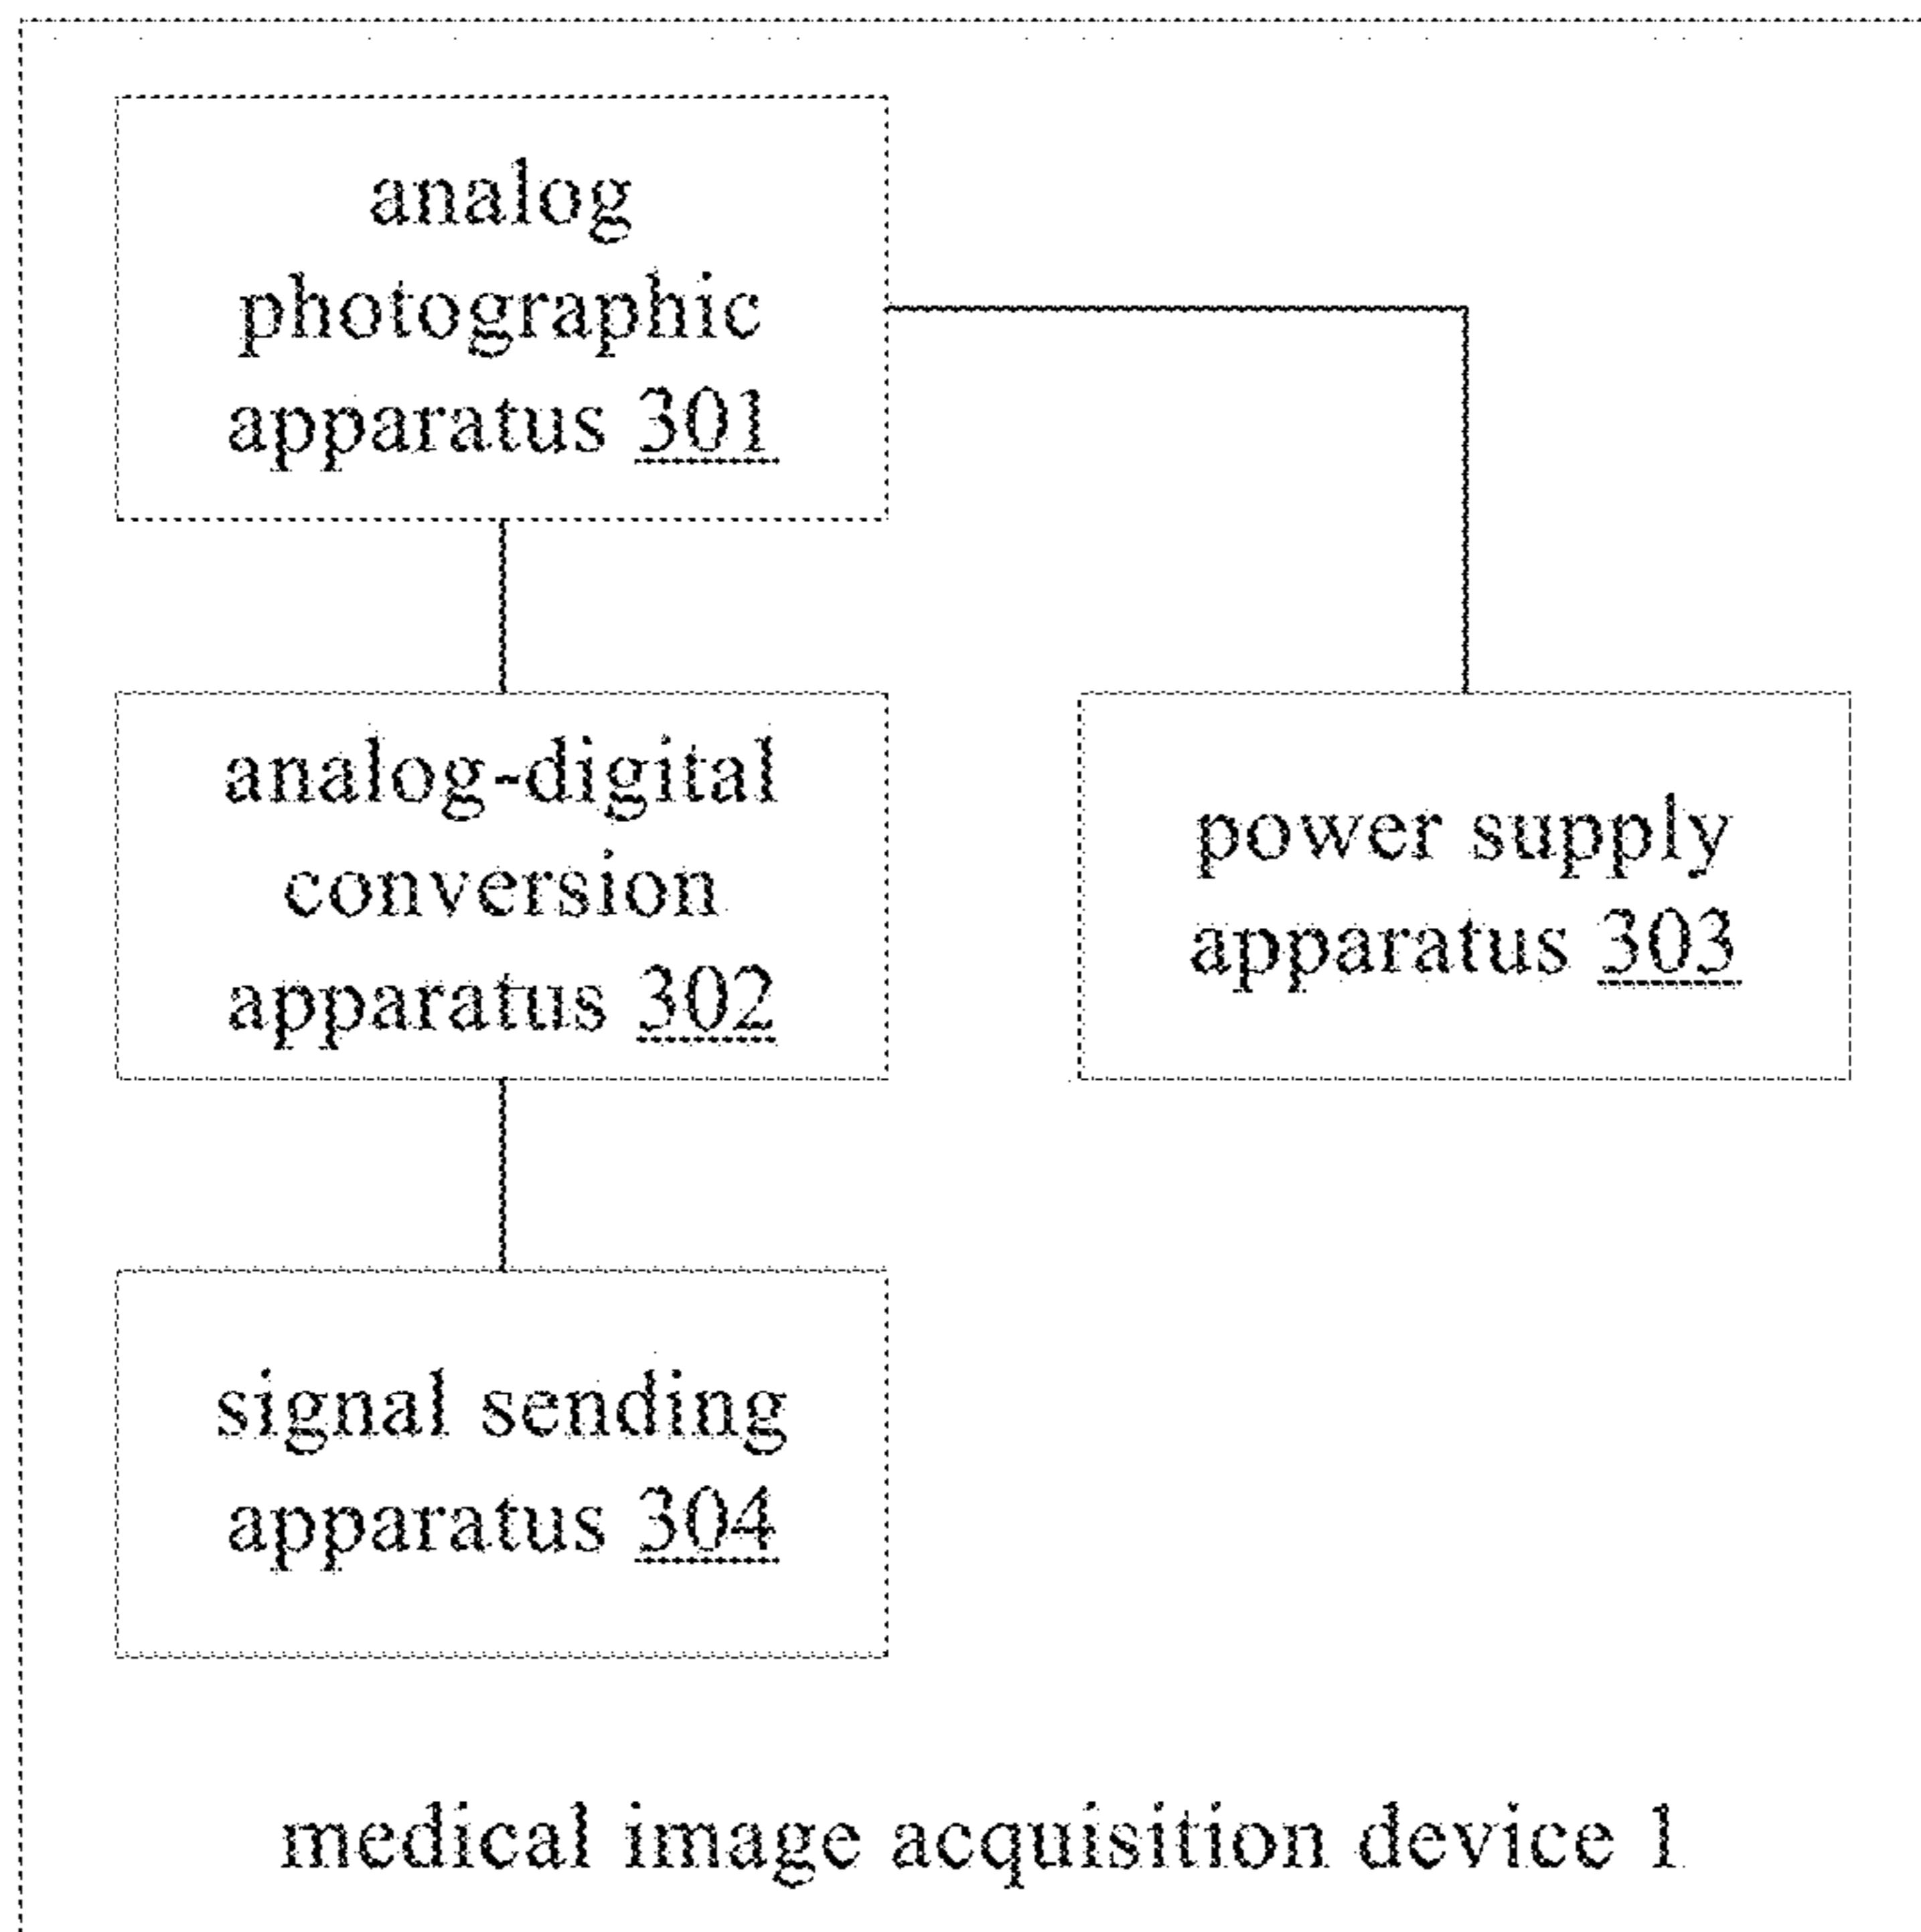 analog
photographic
apparatus 301
analog-digital
conversion
apparatus 302
power supply
apparatus 303
signal sending
apparatus 304
medical image acquisition device 1